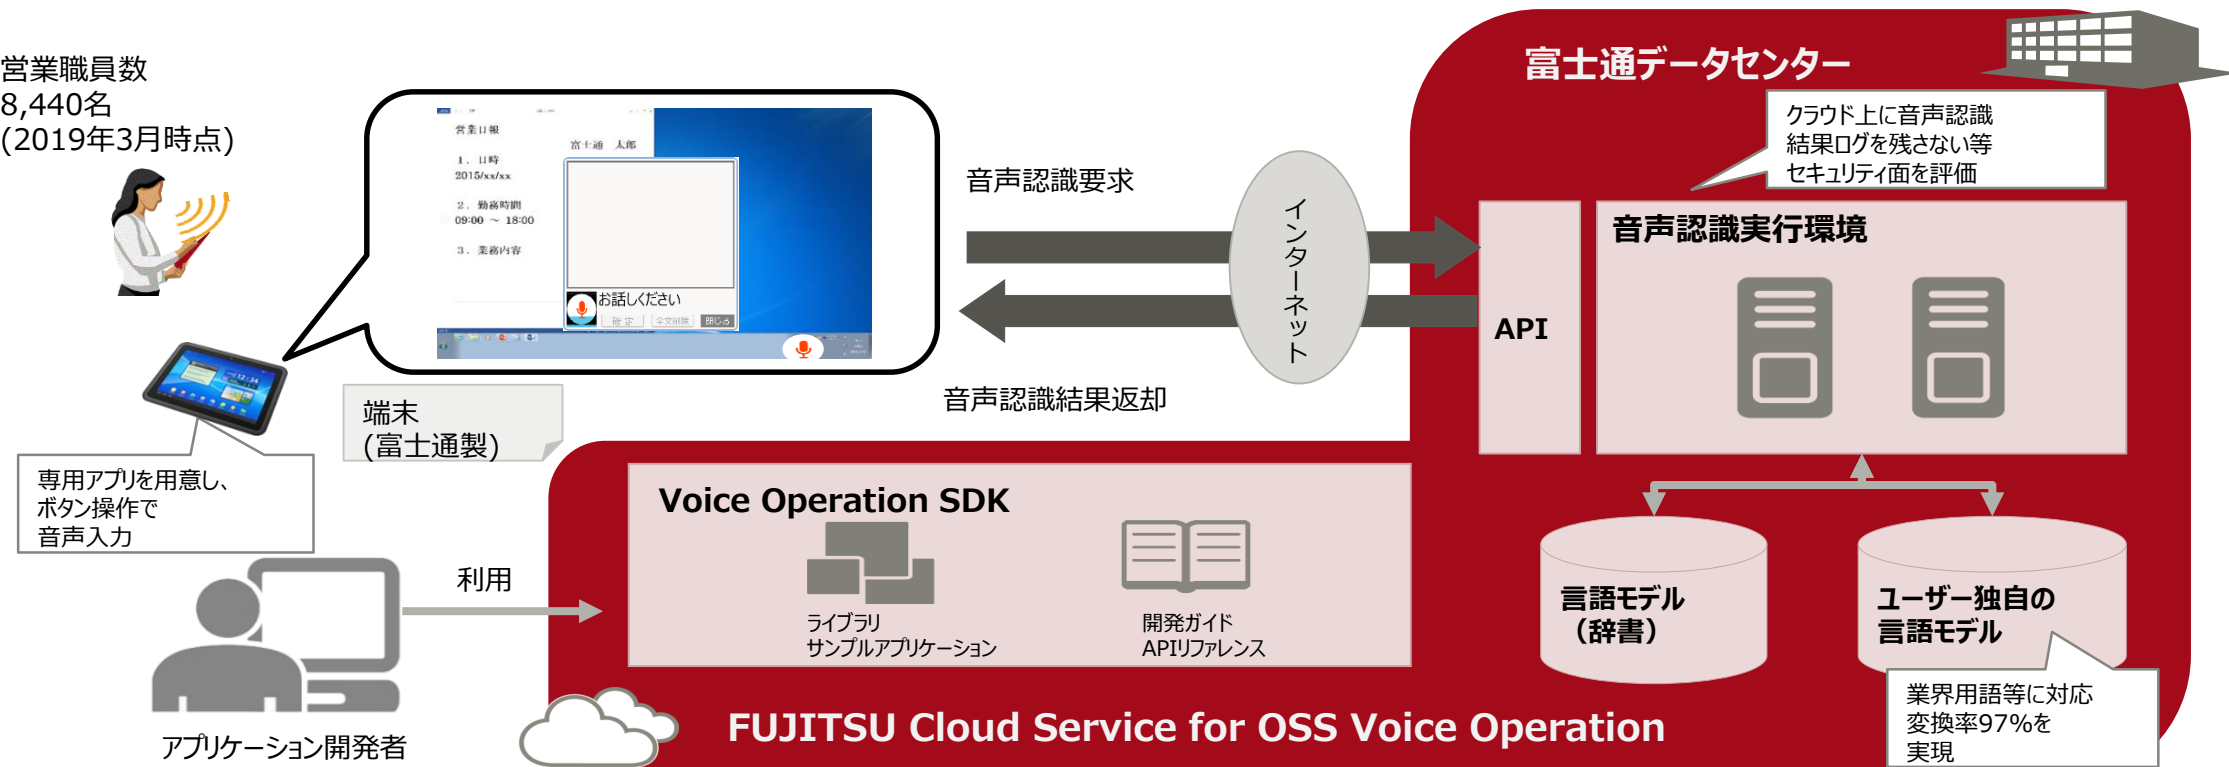 営業職員数
8,440名
(2019年3月時点)
営業日報
富士通 太郎
1. 日時
2015/xx/xx
2. 勤務時間
09:00 ～ 18:00
3. 業務内容
お話しください
確 定
全文削除
閉じる
端末
(富士通製)
専用アプリを用意し、
ボタン操作で
音声入力
音声認識要求
音声認識結果返却
インターネット
富士通データセンター
クラウド上に音声認識
結果ログを残さない等
セキュリティ面を評価
API
音声認識実行環境
言語モデル
（辞書）
ユーザー独自の
言語モデル
業界用語等に対応
変換率97%を
実現
アプリケーション開発者
利用
Voice Operation SDK
ライブラリ
サンプルアプリケーション
開発ガイド
APIリファレンス
FUJITSU Cloud Service for OSS Voice Operation